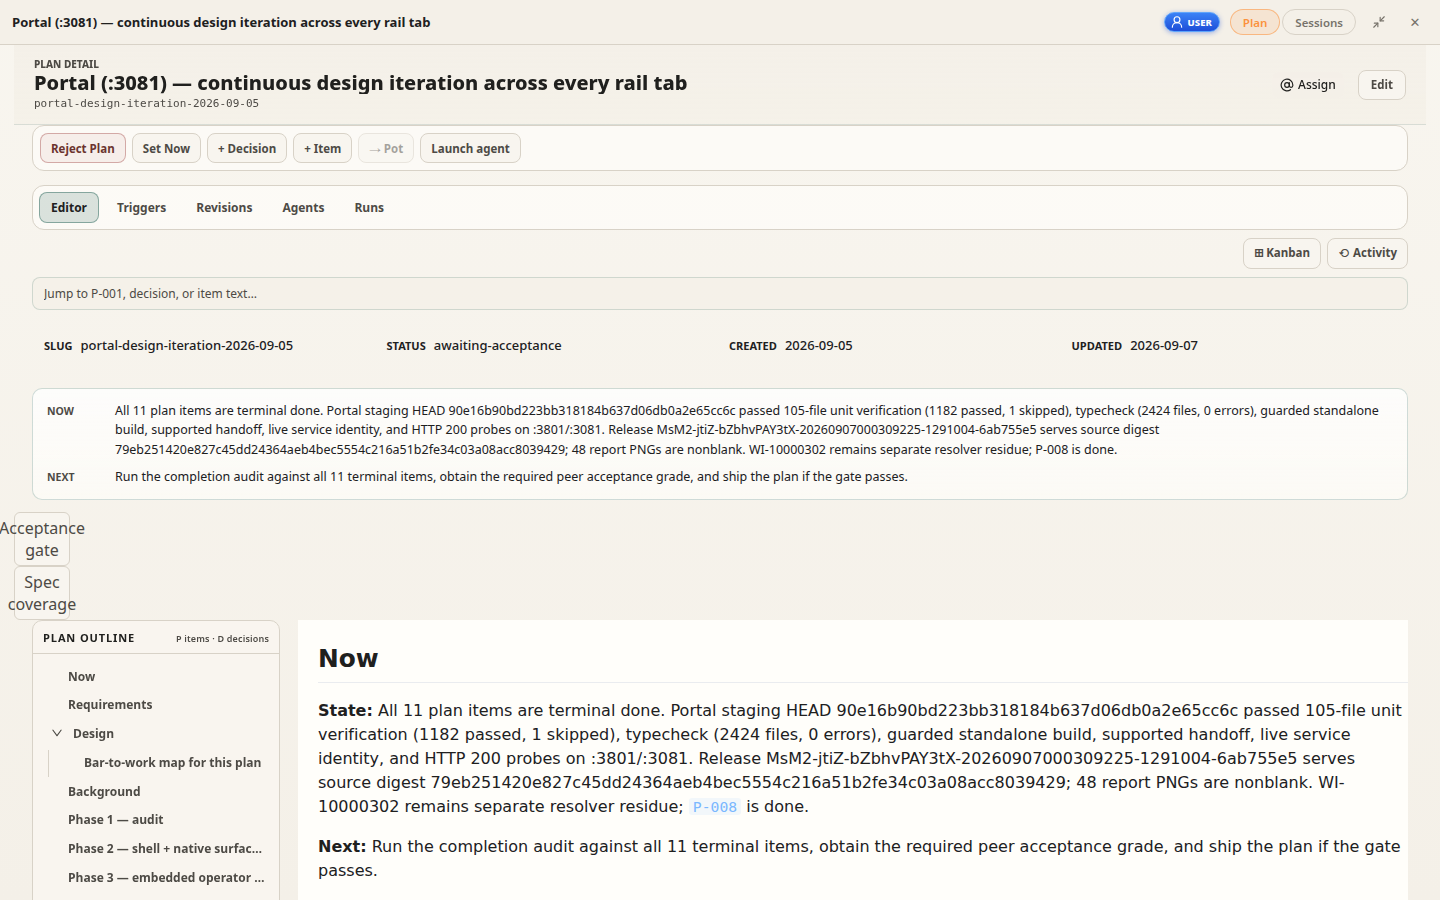 Portal (:3081) — continuous design iteration across every rail tab
USER
Plan
Sessions
PLAN DETAIL
Portal (:3081) — continuous design iteration across every rail tab
portal-design-iteration-2026-09-05
@ Assign
Edit
Reject Plan
Set Now
+ Decision
+ Item
→ Pot
Launch agent
Editor
Triggers
Revisions
Agents
Runs
⊞ Kanban
⟲ Activity
Jump to P-001, decision, or item text...
SLUG portal-design-iteration-2026-09-05
STATUS awaiting-acceptance
CREATED 2026-09-05
UPDATED 2026-09-07
NOW
All 11 plan items are terminal done. Portal staging HEAD 90e16b90bd223bb318184b637d06db0a2e65cc6c passed 105-file unit verification (1182 passed, 1 skipped), typecheck (2424 files, 0 errors), guarded standalone
build, supported handoff, live service identity, and HTTP 200 probes on :3801/:3081. Release MsM2-jtiZ-bZbhvPAY3tX-20260907000309225-1291004-6ab755e5 serves source digest
79eb251420e827c45dd24364aeb4bec5554c216a51b2fe34c03a08acc8039429; 48 report PNGs are nonblank. WI-10000302 remains separate resolver residue; P-008 is done.
NEXT
Run the completion audit against all 11 terminal items, obtain the required peer acceptance grade, and ship the plan if the gate passes.
Acceptance
gate
Spec
coverage
PLAN OUTLINE
P items · D decisions
Now
Requirements
Design
Bar-to-work map for this plan
Background
Phase 1 — audit
Phase 2 — shell + native surfac...
Phase 3 — embedded operator ...
Now
State: All 11 plan items are terminal done. Portal staging HEAD 90e16b90bd223bb318184b637d06db0a2e65cc6c passed 105-file unit
verification (1182 passed, 1 skipped), typecheck (2424 files, 0 errors), guarded standalone build, supported handoff, live service
identity, and HTTP 200 probes on :3801/:3081. Release MsM2-jtiZ-bZbhvPAY3tX-20260907000309225-1291004-6ab755e5 serves
source digest 79eb251420e827c45dd24364aeb4bec5554c216a51b2fe34c03a08acc8039429; 48 report PNGs are nonblank. WI-
10000302 remains separate resolver residue; P-008 is done.
Next: Run the completion audit against all 11 terminal items, obtain the required peer acceptance grade, and ship the plan if the gate
passes.